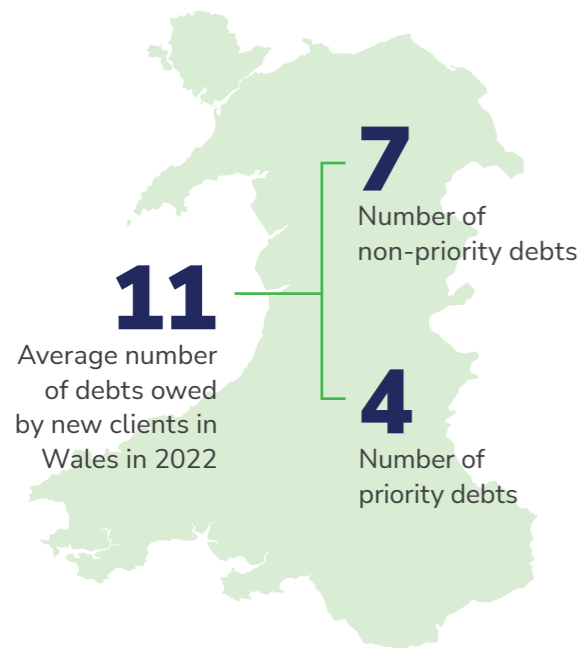 11
Average number
of debts owed
by new clients in
Wales in 2022
7
Number of
non-priority debts
4
Number of
priority debts